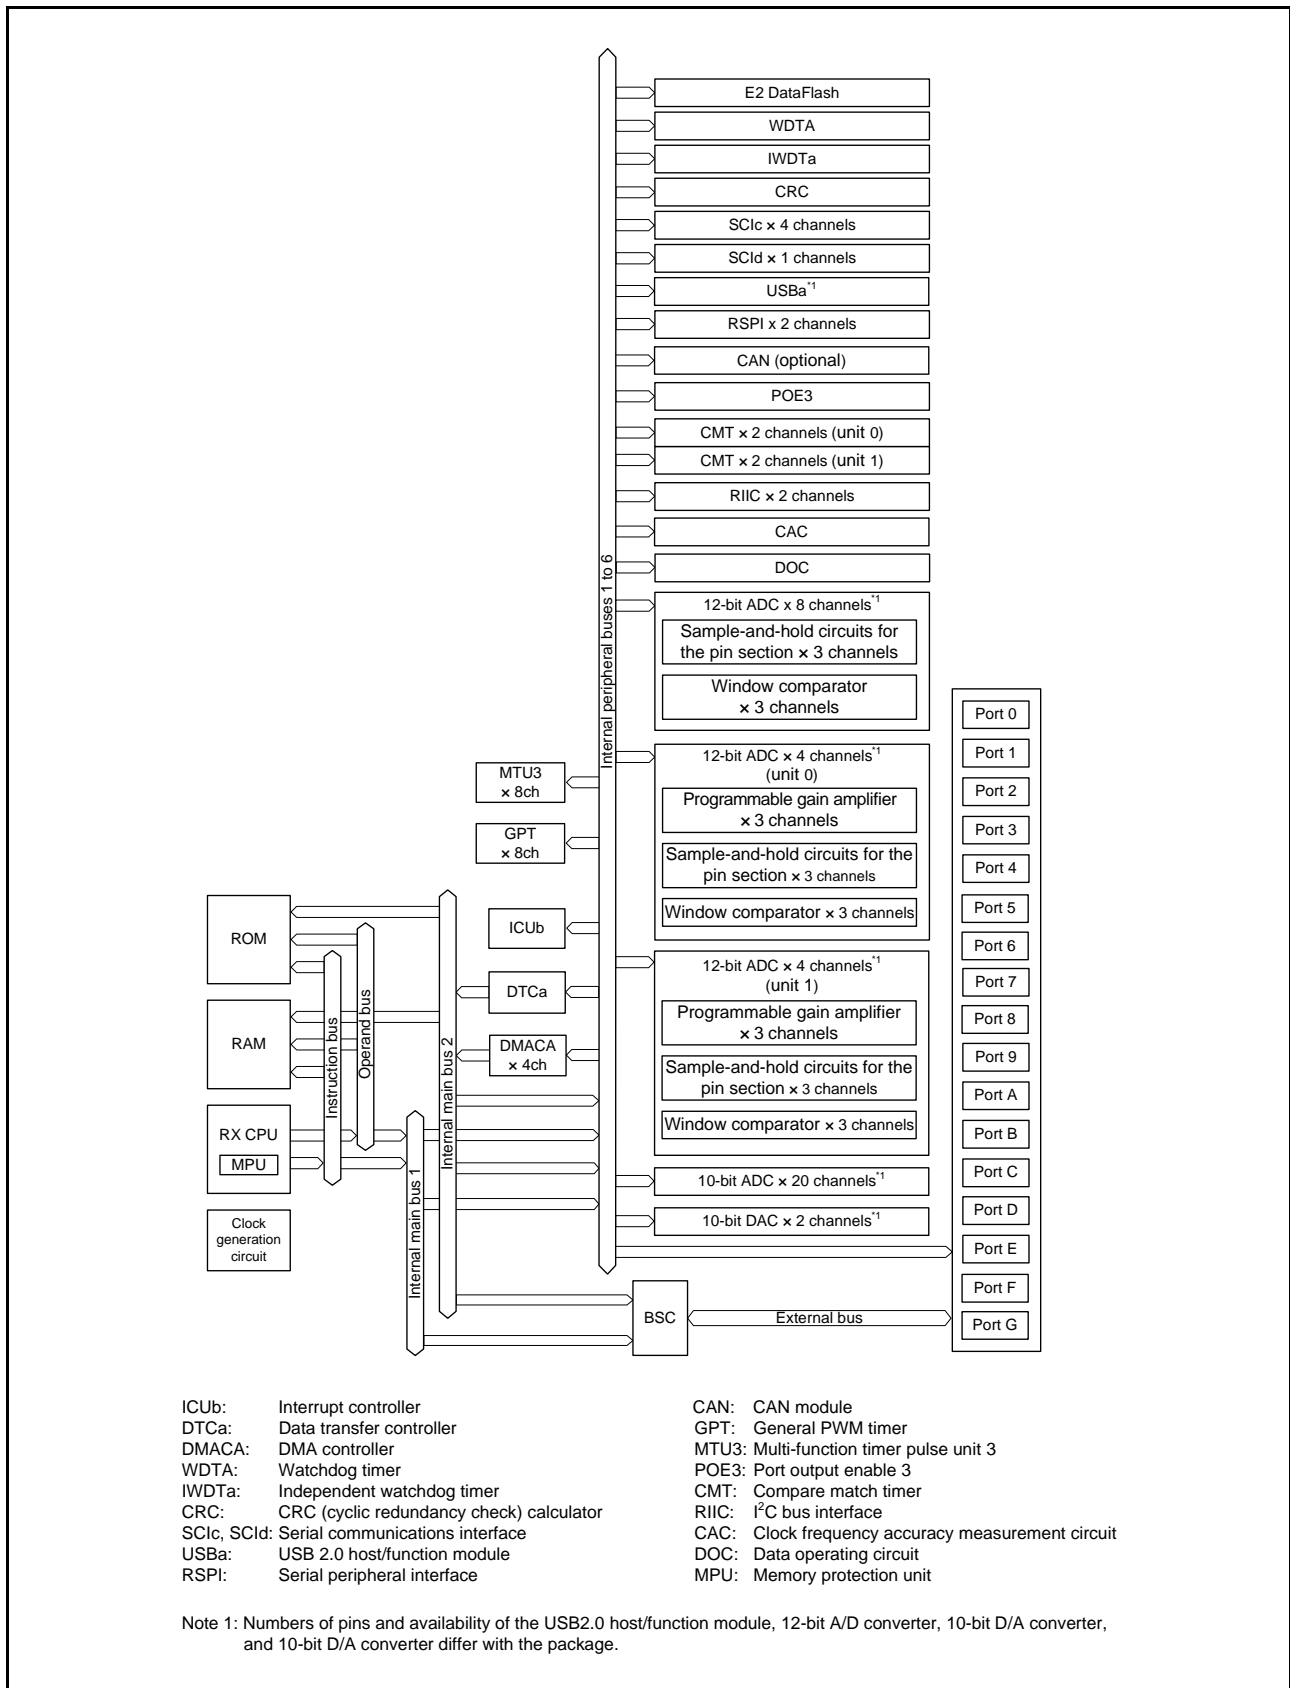 E2 DataFlash
WDTA
IWDTa
CRC
SCIc × 4 channels
SCId × 1 channels
USBa*1
RSPI x 2 channels
CAN (optional)
POE3
CMT × 2 channels (unit 0)
CMT × 2 channels (unit 1)
RIIC × 2 channels
CAC
DOC
Internal peripheral buses 1 to 6
12-bit ADC x 8 channels*1
Sample-and-hold circuits for
the pin section × 3 channels
Window comparator
× 3 channels
12-bit ADC × 4 channels*1
(unit 0)
Programmable gain amplifier
× 3 channels
Sample-and-hold circuits for the
pin section × 3 channels
Window comparator × 3 channels
12-bit ADC × 4 channels*1
(unit 1)
Programmable gain amplifier
× 3 channels
Sample-and-hold circuits for the
pin section × 3 channels
Window comparator × 3 channels
10-bit ADC × 20 channels*1
10-bit DAC × 2 channels*1
Port 0
Port 1
Port 2
Port 3
Port 4
Port 5
Port 6
Port 7
Port 8
Port 9
Port A
Port B
Port C
Port D
Port E
Port F
Port G
MTU3
× 8ch
GPT
× 8ch
ICUb
DTCa
DMACA
× 4ch
ROM
RAM
RX CPU
MPU
Clock
generation
circuit
Instruction bus
Operand bus
Internal main bus 1
Internal main bus 2
BSC
External bus
ICUb: Interrupt controller
DTCa: Data transfer controller
DMACA: DMA controller
WDTA: Watchdog timer
IWDTa: Independent watchdog timer
CRC: CRC (cyclic redundancy check) calculator
SCIc, SCId: Serial communications interface
USBa: USB 2.0 host/function module
RSPI: Serial peripheral interface
CAN: CAN module
GPT: General PWM timer
MTU3: Multi-function timer pulse unit 3
POE3: Port output enable 3
CMT: Compare match timer
RIIC: I2C bus interface
CAC: Clock frequency accuracy measurement circuit
DOC: Data operating circuit
MPU: Memory protection unit
Note 1: Numbers of pins and availability of the USB2.0 host/function module, 12-bit A/D converter, 10-bit D/A converter,
and 10-bit D/A converter differ with the package.